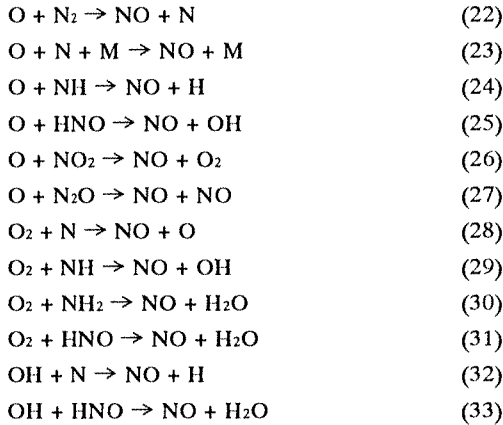 O + N₂ → NO + N (22)
O + N + M → NO + M (23)
O + NH → NO + H (24)
O + HNO → NO + OH (25)
O + NO₂ → NO + O₂ (26)
O + N₂O → NO + NO (27)
O₂ + N → NO + O (28)
O₂ + NH → NO + OH (29)
O₂ + NH₂ → NO + H₂O (30)
O₂ + HNO → NO + H₂O (31)
OH + N → NO + H (32)
OH + HNO → NO + H₂O (33)